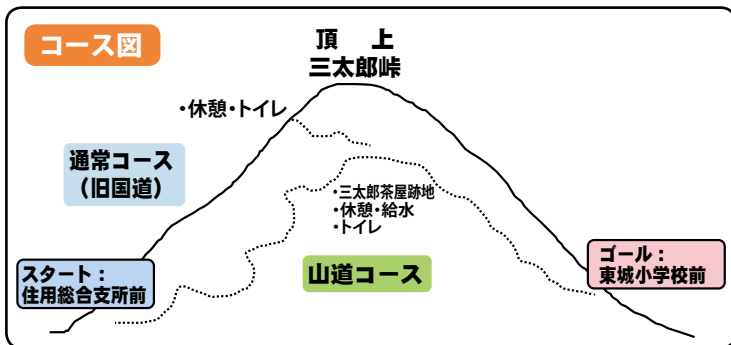 コース図
頂 上
三太郎峠
・休憩・トイレ
通常コース
（旧国道）
・三太郎茶屋跡地
・休憩・給水
・トイレ
スタート：
住用総合支所前
山道コース
ゴール：
東城小学校前